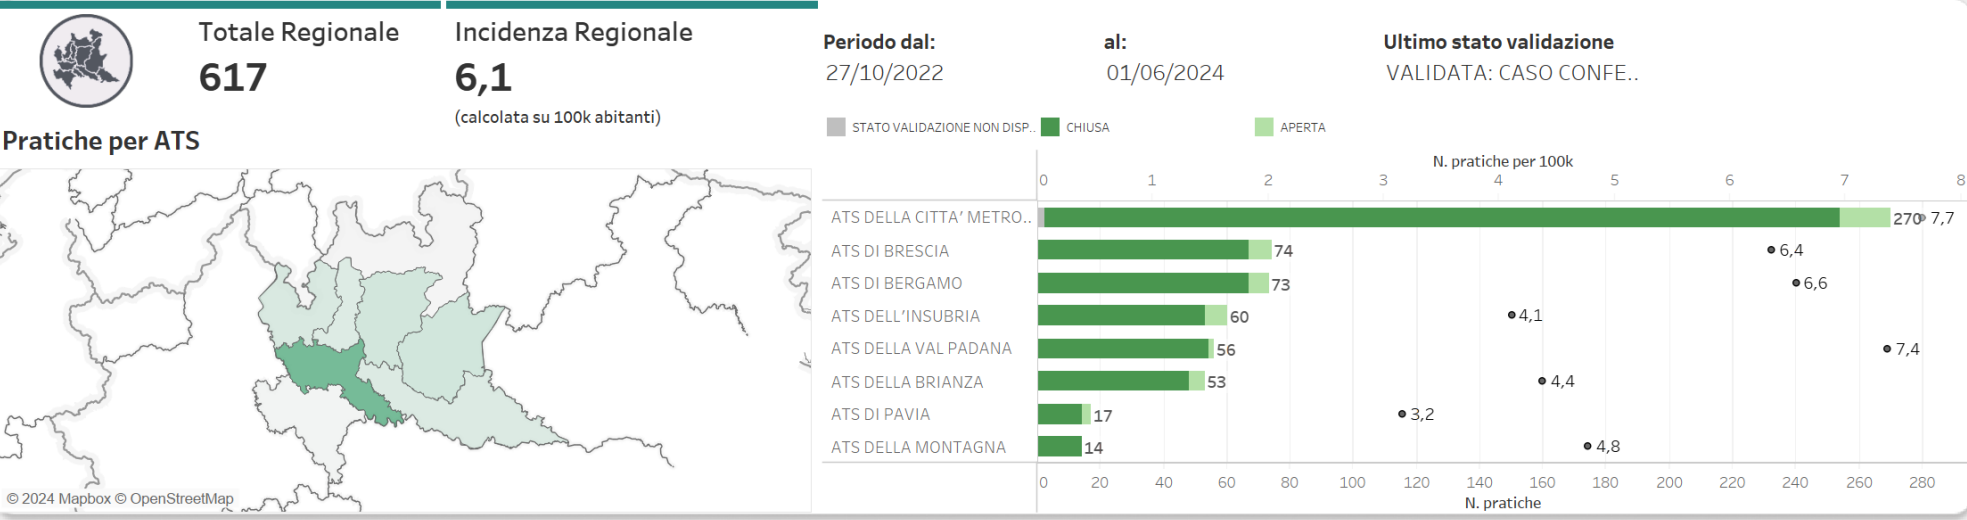 Totale Regionale
617
Incidenza Regionale
6,1
(calcolata su 100k abitanti)
Periodo dal:
27/10/2022
al:
01/06/2024
Ultimo stato validazione
VALIDATA: CASO CONFE..
Pratiche per ATS
© 2024 Mapbox © OpenStreetMap
STATO VALIDAZIONE NON DISP..
CHIUSA
APERTA
N. pratiche per 100k
0 1 2 3 4 5 6 7 8
ATS DELLA CITTA' METRO.. 270 7,7
ATS DI BRESCIA 74 6,4
ATS DI BERGAMO 73 6,6
ATS DELL'INSUBRIA 60 4,1
ATS DELLA VAL PADANA 56 7,4
ATS DELLA BRIANZA 53 4,4
ATS DI PAVIA 17 3,2
ATS DELLA MONTAGNA 14 4,8
0 20 40 60 80 100 120 140 160 180 200 220 240 260 280
N. pratiche